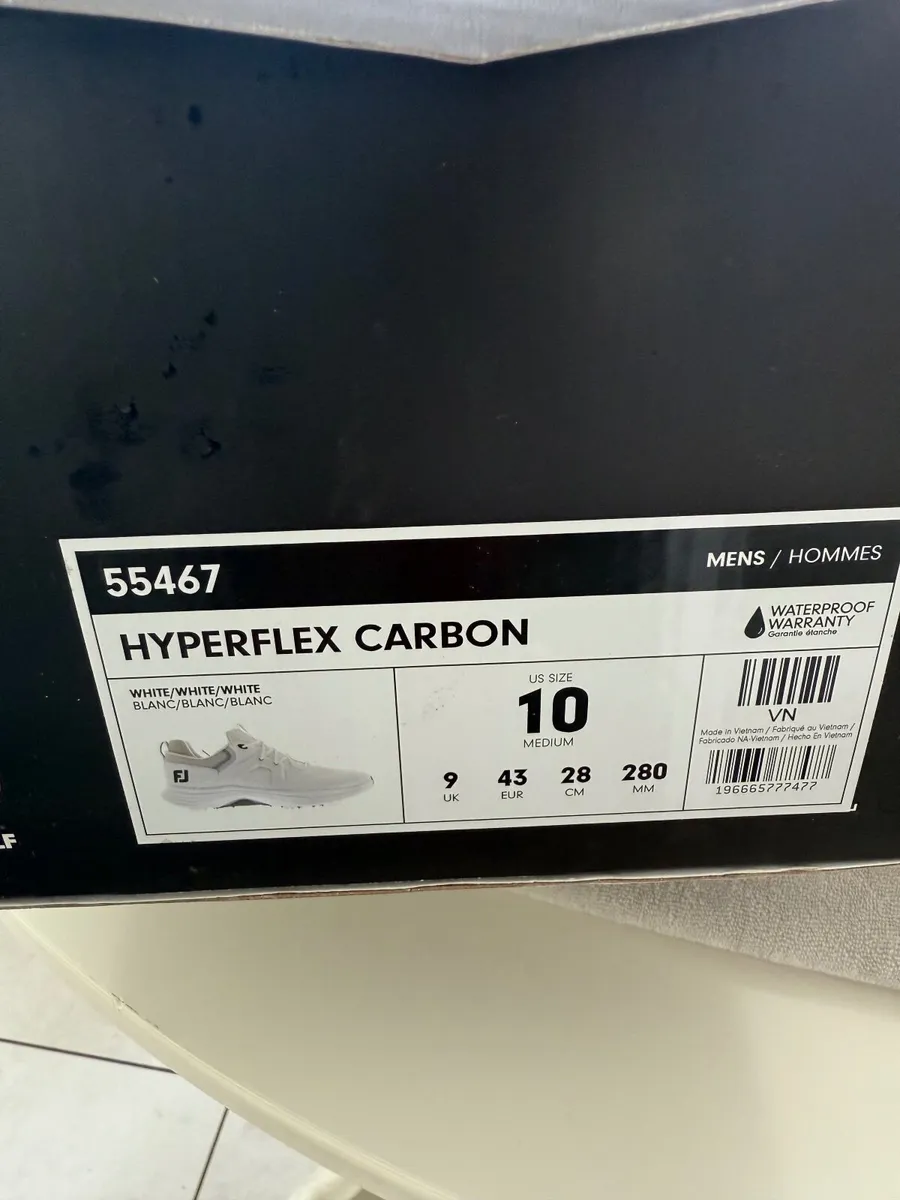 55467
MENS / HOMMES
HYPERFLEX CARBON
WATERPROOF
WARRANTY
Garantie étanche
WHITE/WHITE/WHITE
BLANC/BLANC/BLANC
FJ
US SIZE
10
MEDIUM
9 43 28 280
UK EUR CM MM
VN
Made in Vietnam / Fabriqué au Vietnam /
Fabricado NA-Vietnam / Hecho En Vietnam
196665777477
LF